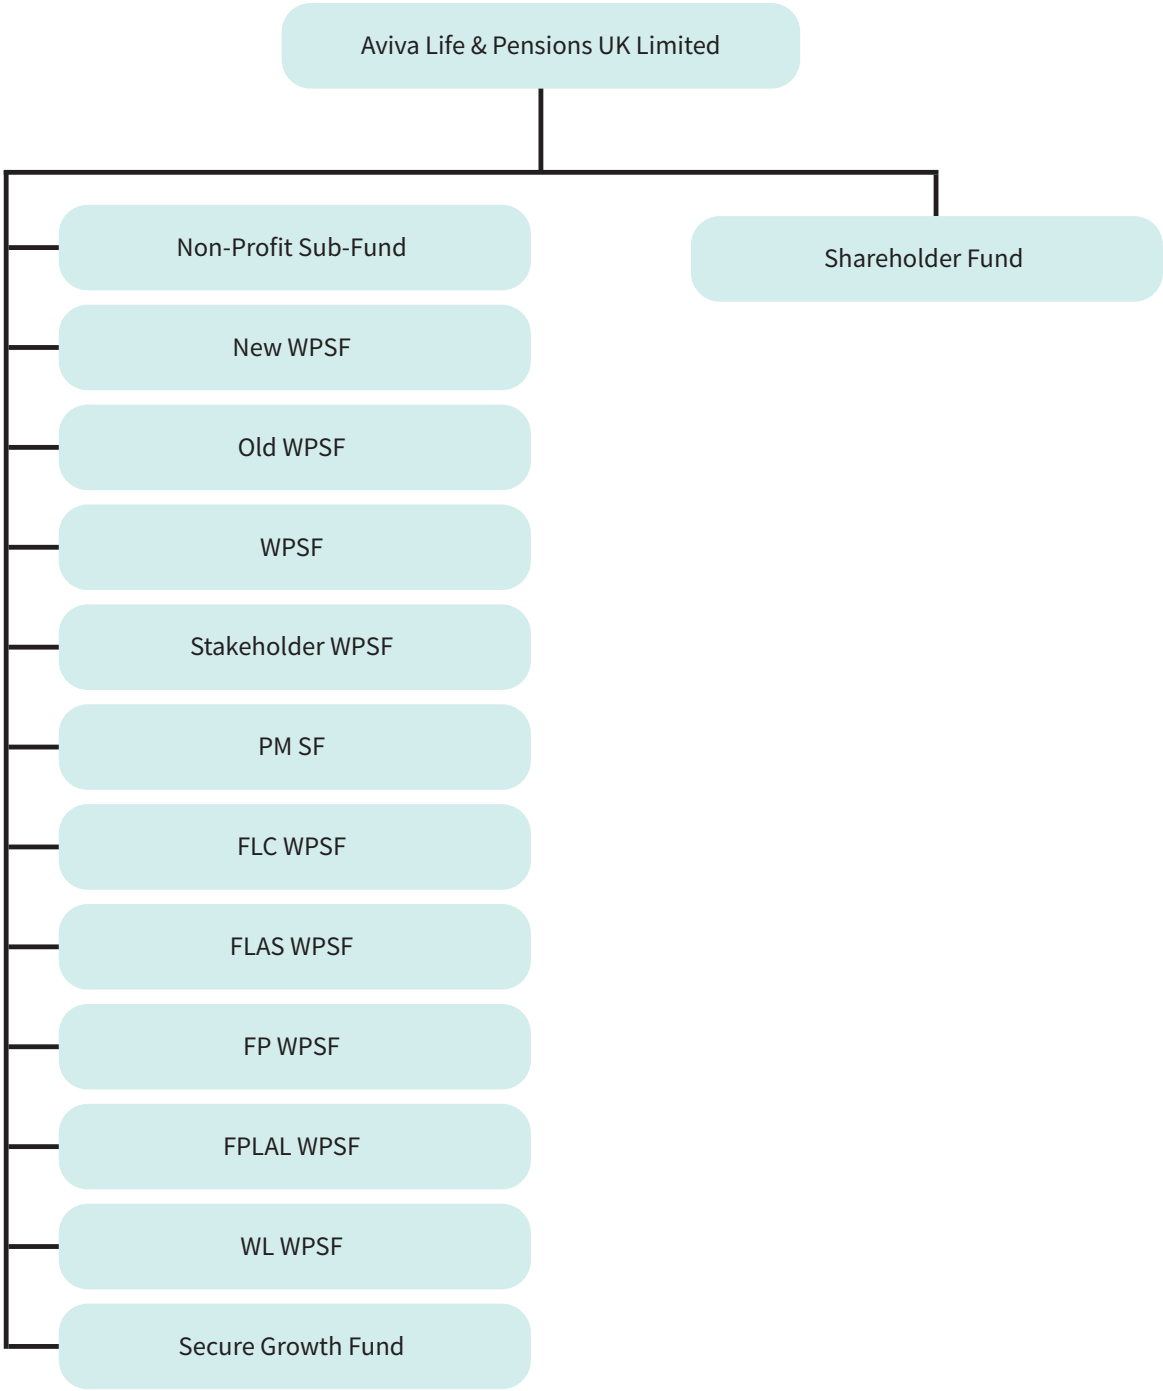 Aviva Life & Pensions UK Limited
Non-Profit Sub-Fund
Shareholder Fund
New WPSF
Old WPSF
WPSF
Stakeholder WPSF
PM SF
FLC WPSF
FLAS WPSF
FP WPSF
FPLAL WPSF
WL WPSF
Secure Growth Fund